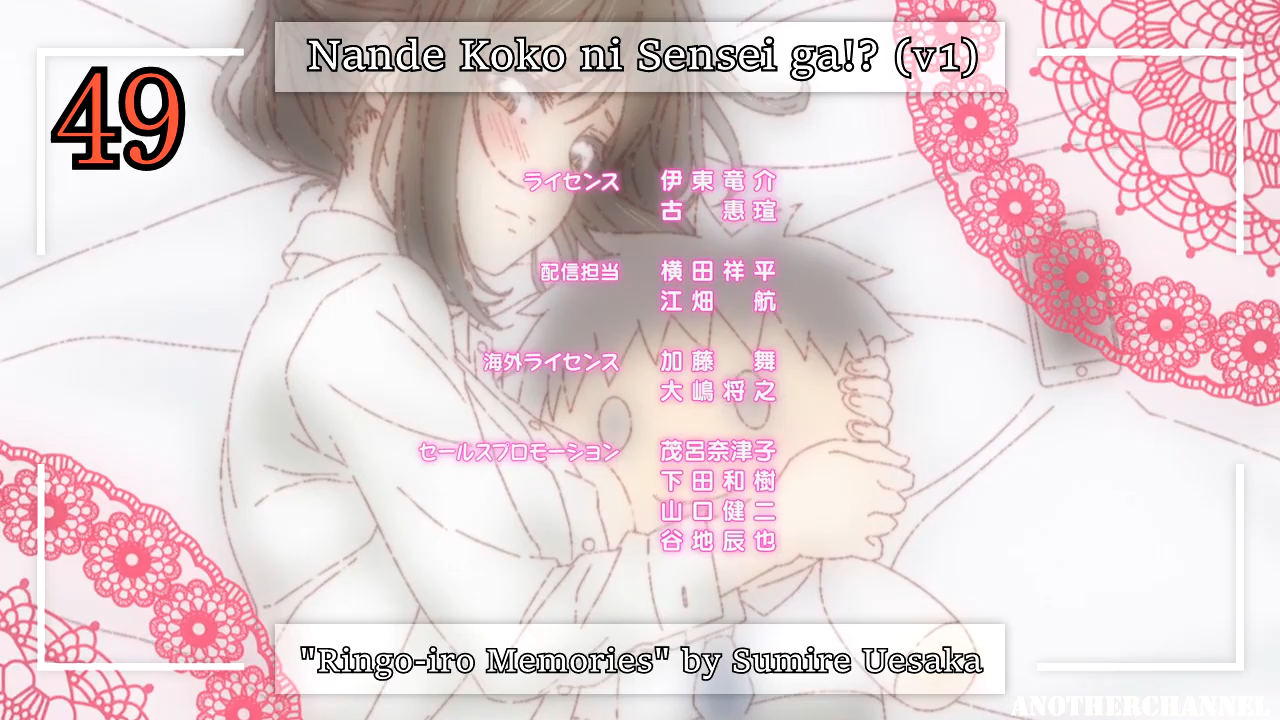 Nande Koko ni Sensei ga!? (v1)
49
ライセンス 伊東竜介
古 惠瑄
配信担当 横田祥平
江畑 航
海外ライセンス 加藤 舞
大嶋将之
セールスプロモーション 茂呂奈津子
下田和樹
山口健二
谷地辰也
"Ringo-iro Memories" by Sumire Uesaka
ANOTHERCHANNEL